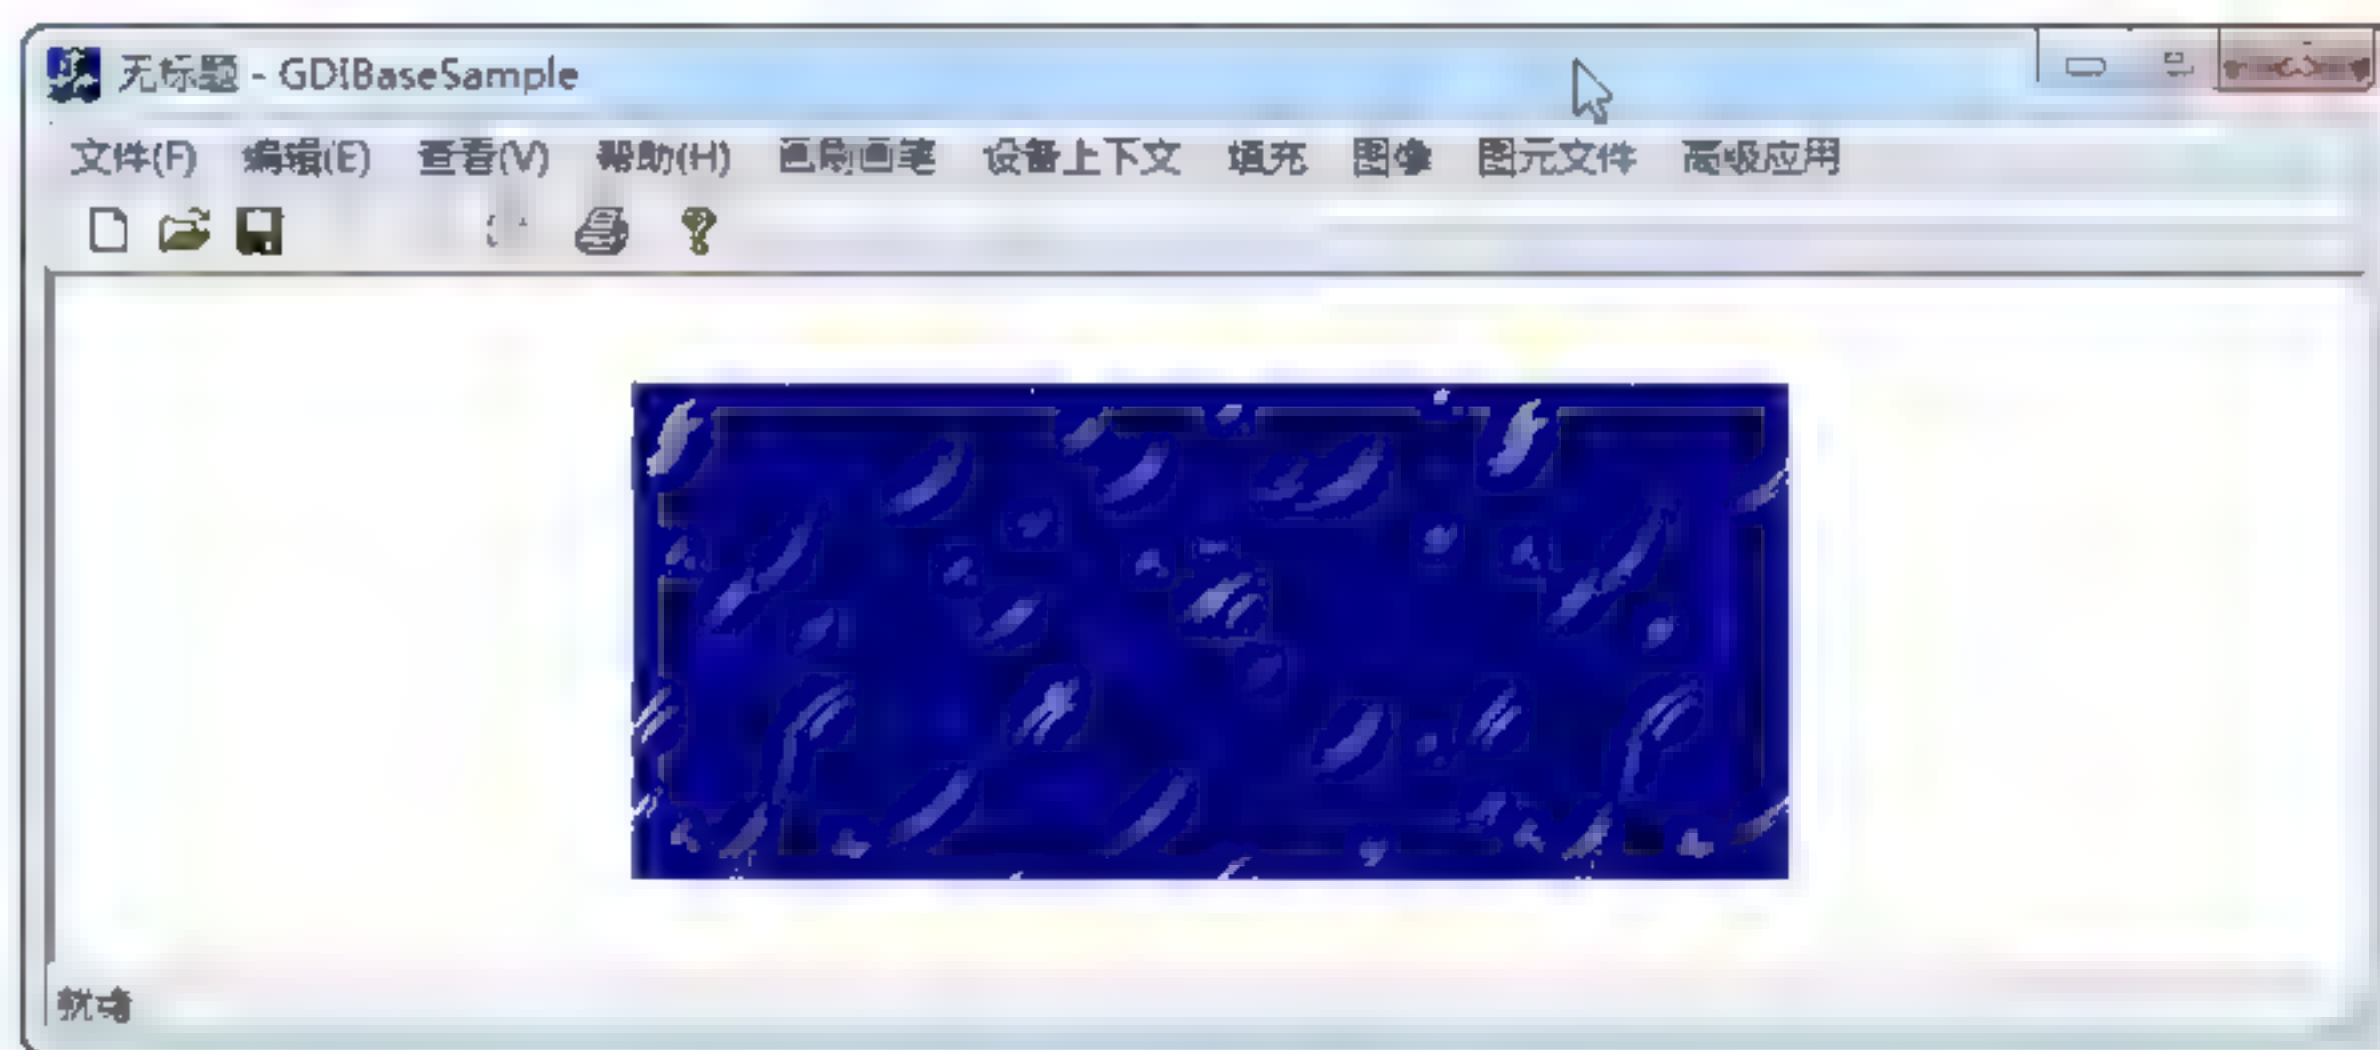 无标题 - GDIBaseSample
文件(F) 编辑(E) 查看(V) 帮助(H) 画刷画笔 设备上下文 填充 图像 图元文件 高级应用
就绪